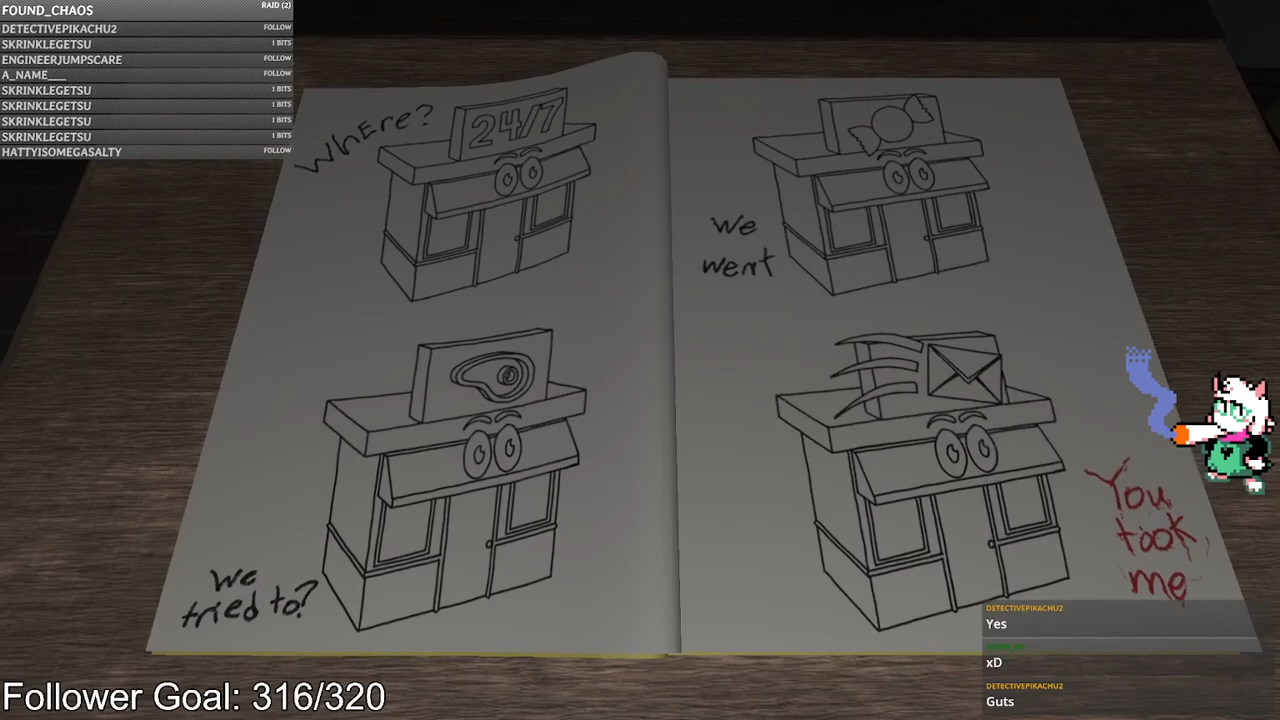 FOUND_CHAOS RAID (2)
DETECTIVEPIKACHU2 FOLLOW
SKRINKLEGETSU 1 BITS
ENGINEERJUMPSCARE FOLLOW
A_NAME___ FOLLOW
SKRINKLEGETSU 1 BITS
SKRINKLEGETSU 1 BITS
SKRINKLEGETSU 1 BITS
SKRINKLEGETSU 1 BITS
HATTYISOMEGASALTY FOLLOW
Where?
24/7
We
went
We
tried to?
You
took
me
DETECTIVEPIKACHU2
Yes
xD
DETECTIVEPIKACHU2
Guts
Follower Goal: 316/320